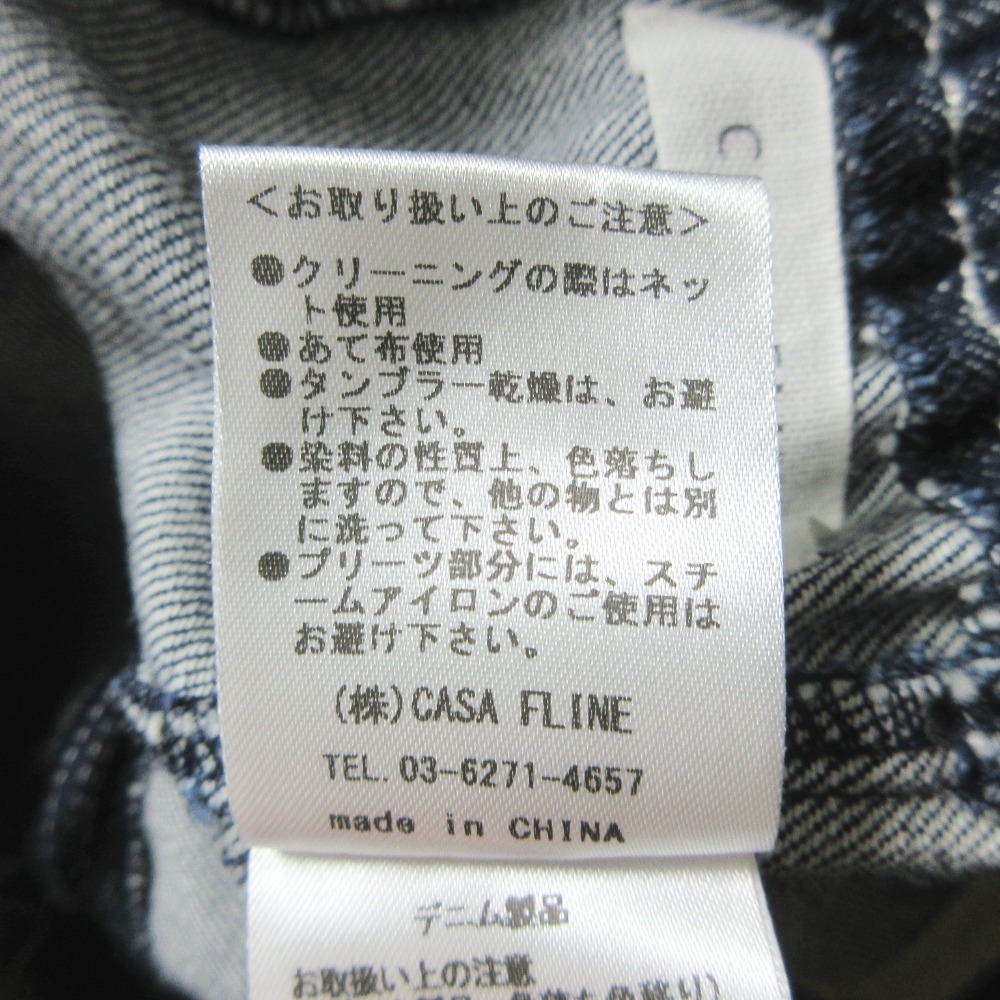 <お取り扱い上のご注意>
●クリーニングの際はネッ
ト使用
●あて布使用
●タンブラー乾燥は、お避
け下さい。
●染料の性質上、色落ちし
ますので、他の物とは別
に洗って下さい。
●プリーツ部分には、スチ
ームアイロンのご使用は
お避け下さい。
(株)CASA FLINE
TEL. 03-6271-4657
made in CHINA
デニム製品
お取扱い上の注意
C